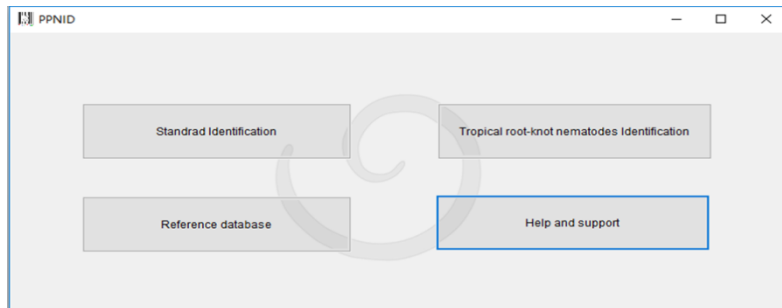 PPNID
Standrad Identification
Tropical root-knot nematodes Identification
Reference database
Help and support